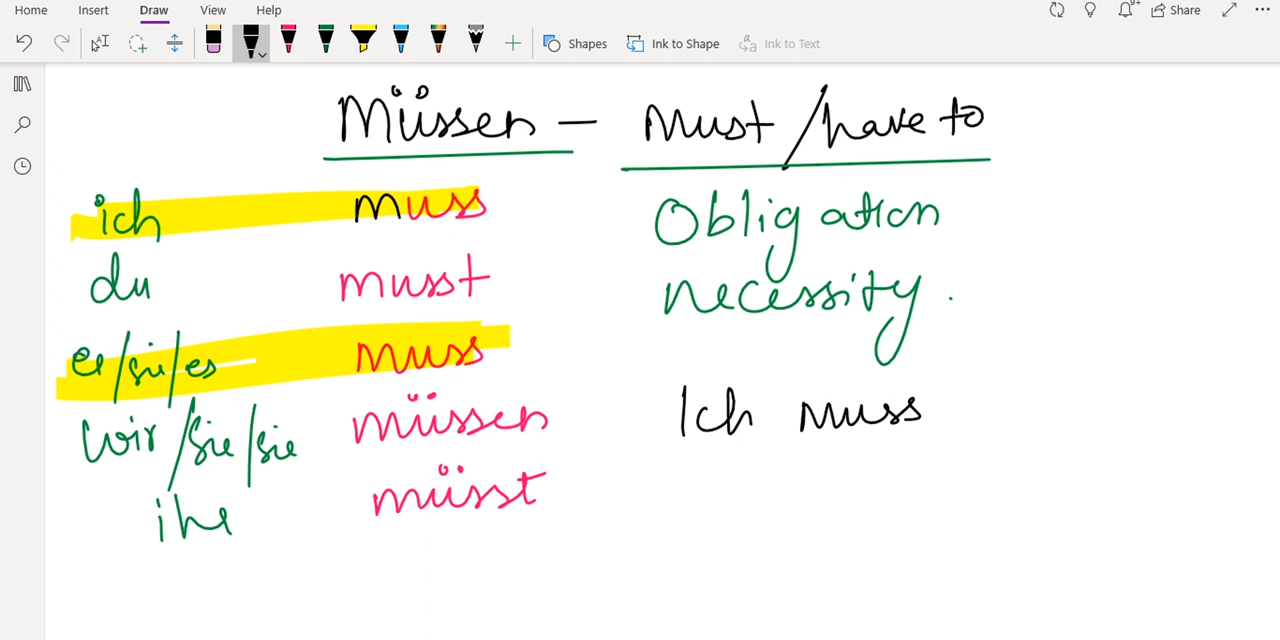 Home Insert Draw View Help
Share
Shapes Ink to Shape Ink to Text
Müssen – Must /have to
ich muss
du musst
er/sie/es muss
wir/Sie/sie müssen
ihr müsst
Obligation
necessity.
Ich muss